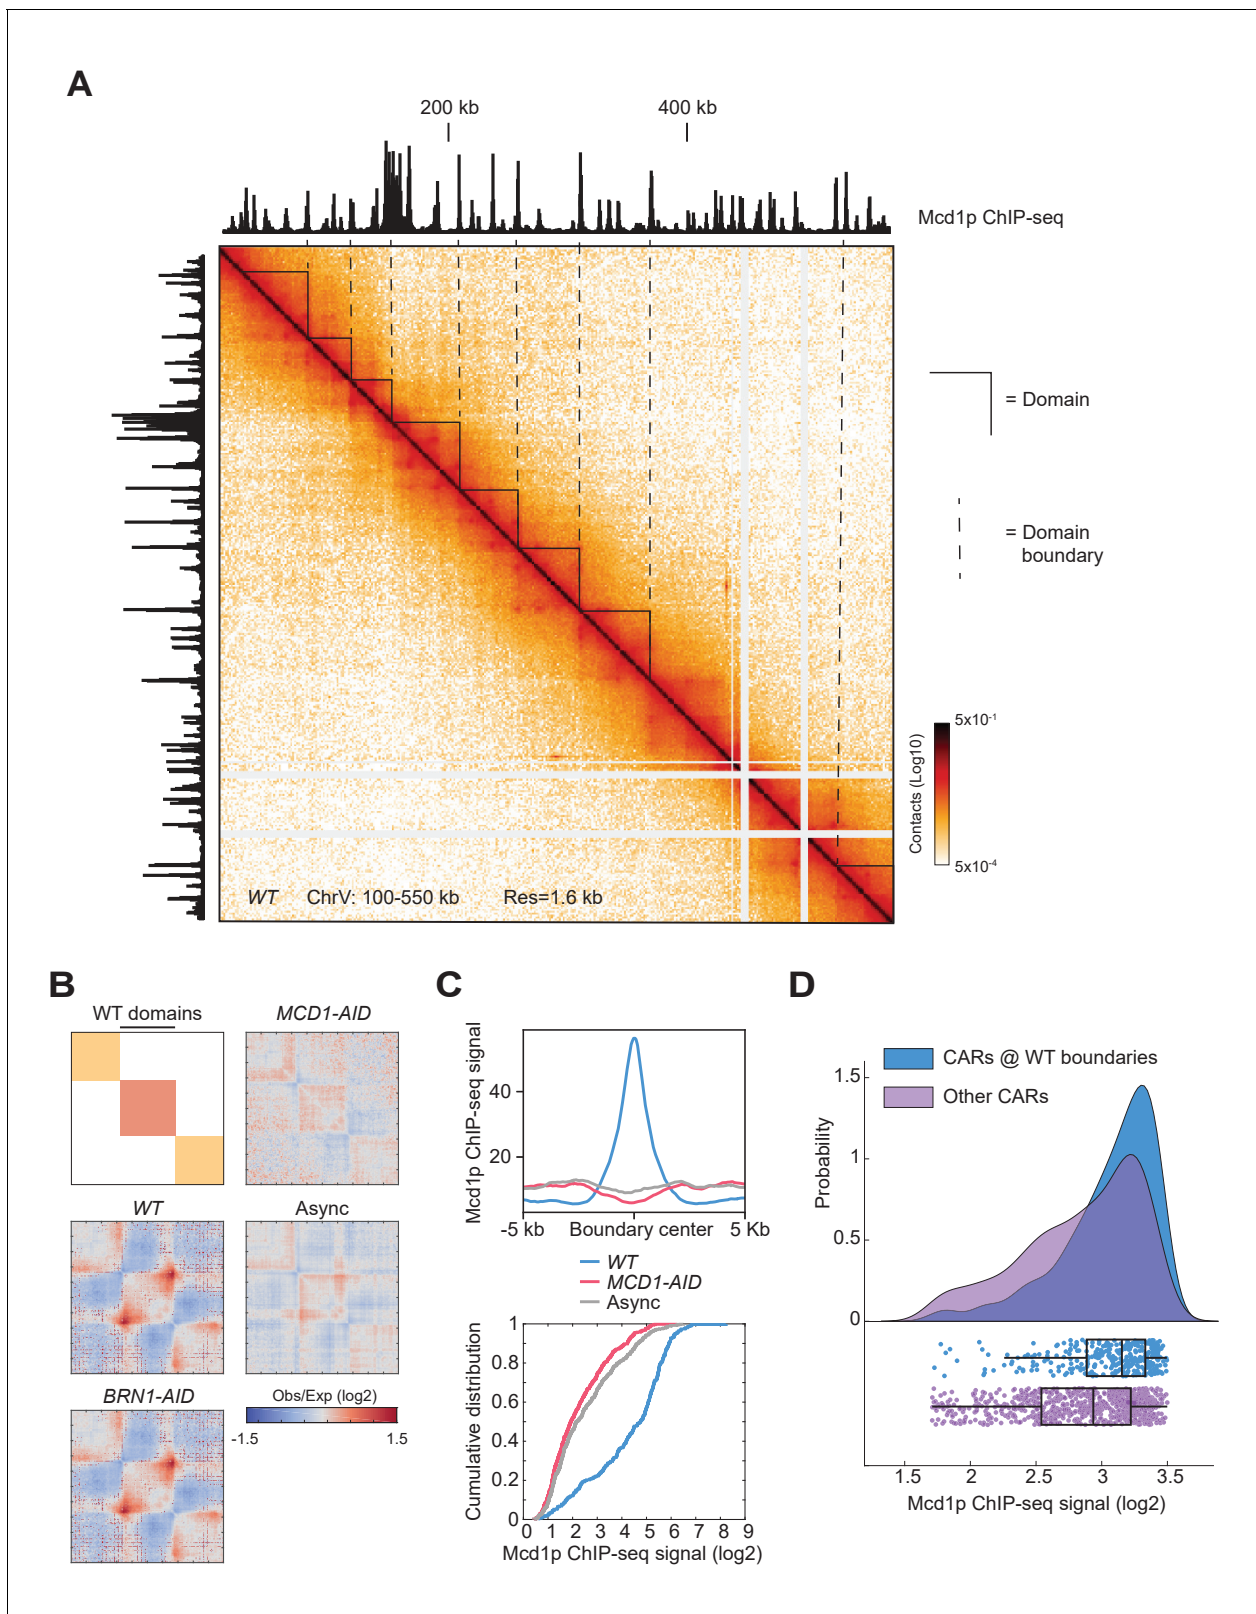 A
200 kb
400 kb
Mcd1p ChIP-seq
= Domain
= Domain
boundary
Contacts (Log10)
5x10⁻¹
5x10⁻⁴
WT ChrV: 100-550 kb Res=1.6 kb
B
WT domains
MCD1-AID
WT
Async
BRN1-AID
Obs/Exp (log2)
-1.5
1.5
C
Mcd1p ChIP-seq signal
40
20
-5 kb
Boundary center
5 Kb
WT
MCD1-AID
Async
Cumulative distribution
1
0.8
0.6
0.4
0.2
0
0 1 2 3 4 5 6 7 8 9
Mcd1p ChIP-seq signal (log2)
D
CARs @ WT boundaries
Other CARs
Probability
1.5
1
0.5
0
1.5 2 2.5 3 3.5
Mcd1p ChIP-seq signal (log2)